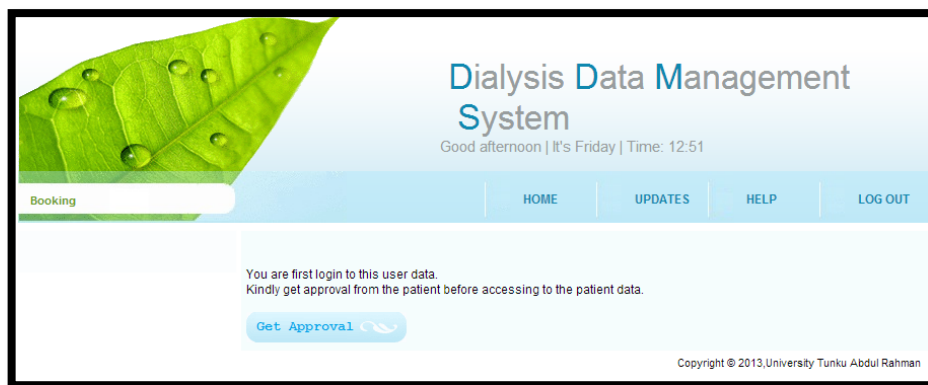 Dialysis Data Management
System
Good afternoon | It's Friday | Time: 12:51
Booking
HOME UPDATES HELP LOG OUT
You are first login to this user data.
Kindly get approval from the patient before accessing to the patient data.
Get Approval
Copyright © 2013,University Tunku Abdul Rahman